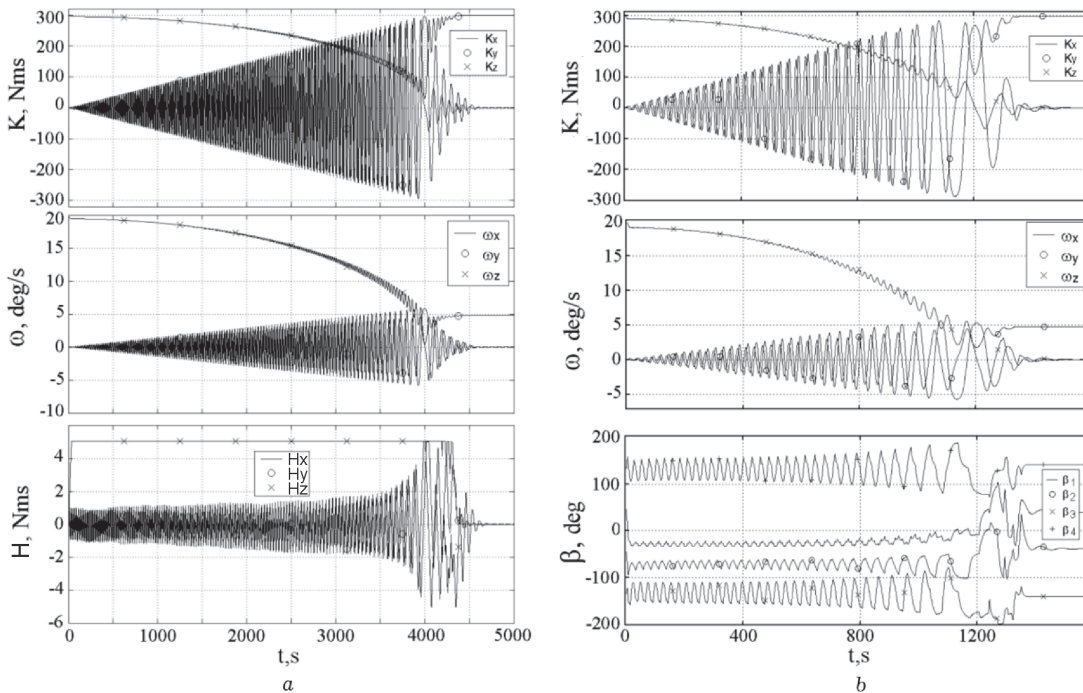 300
200
100
0
-100
-200
-300
K, Nms
Kx
Ky
Kz
20
15
10
5
0
-5
-10
ω, deg/s
ωx
ωy
ωz
4
2
0
-2
-4
-6
H, Nms
Hx
Hy
Hz
0 1000 2000 3000 4000 5000
t,s
a
300
200
100
0
-100
-200
-300
K, Nms
Kx
Ky
Kz
20
15
10
5
0
-5
ω, deg/s
ωx
ωy
ωz
200
100
0
-100
-200
β, deg
β1
β2
β3
β4
0 400 800 1200
t,s
b